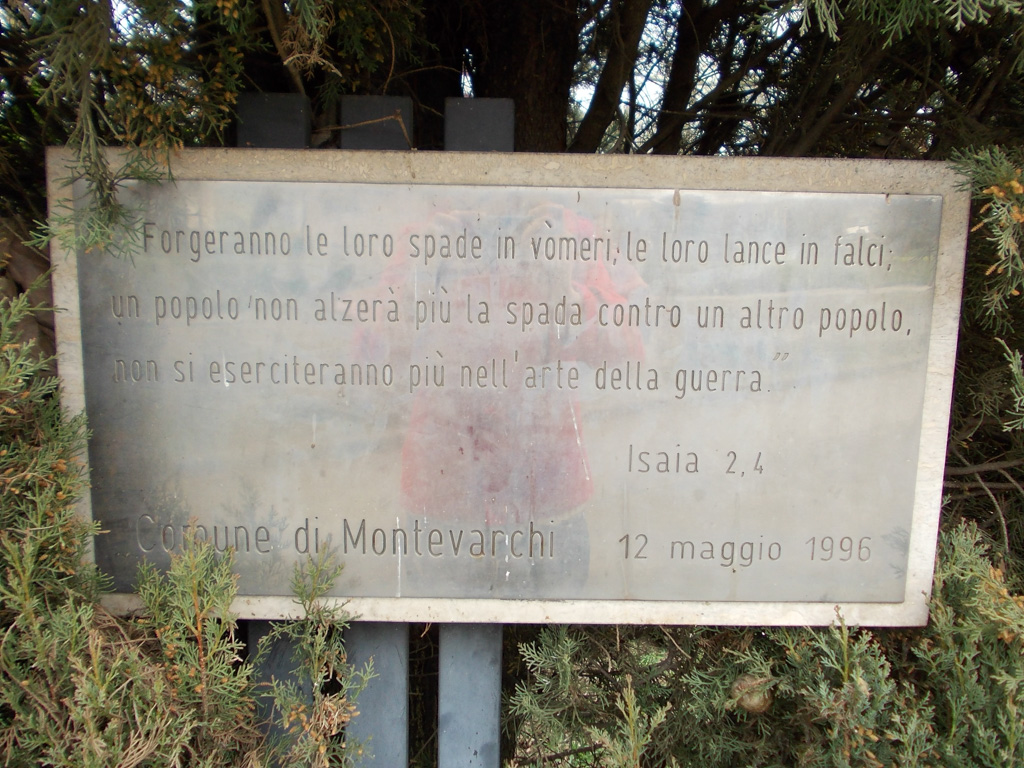 Forgeranno le loro spade in vòmeri; le loro lance in falci;
un popolo non alzerà più la spada contro un altro popolo,
non si eserciteranno più nell'arte della guerra."
Isaia 2,4
Comune di Montevarchi 12 maggio 1996